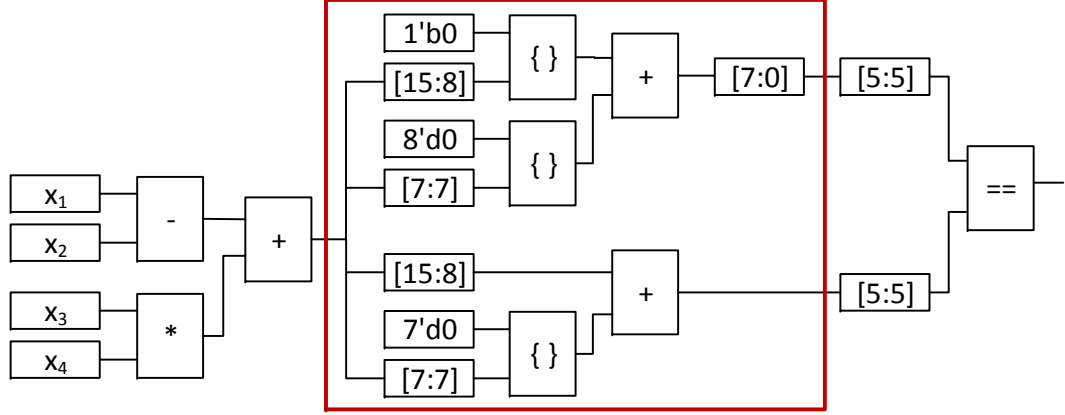 1'b0
{ }
+
[15:8]
[7:0]
[5:5]
8'd0
{ }
[7:7]
x₁
-
x₂
+
==
[15:8]
+
[5:5]
x₃
*
x₄
7'd0
{ }
[7:7]